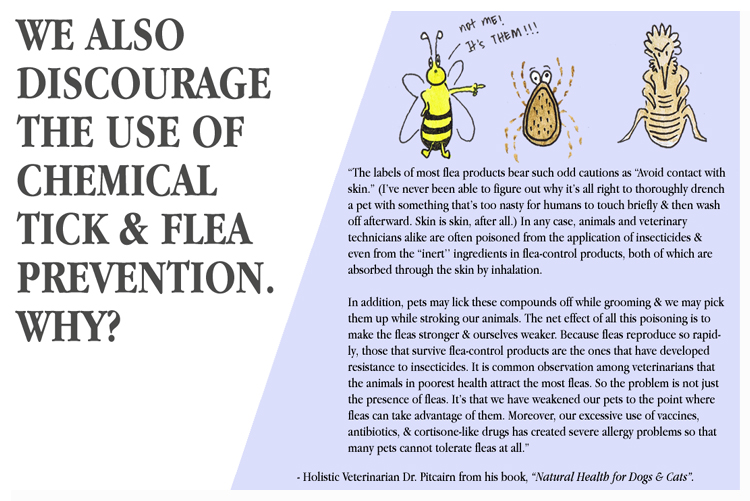 WE ALSO
DISCOURAGE
THE USE OF
CHEMICAL
TICK & FLEA
PREVENTION.
WHY?
not ME!
It's THEM!!!
“The labels of most flea products bear such odd cautions as “Avoid contact with
skin.” (I’ve never been able to figure out why it’s all right to thoroughly drench
a pet with something that’s too nasty for humans to touch briefly & then wash
off afterward. Skin is skin, after all.) In any case, animals and veterinary
technicians alike are often poisoned from the application of insecticides &
even from the “inert’’ ingredients in flea-control products, both of which are
absorbed through the skin by inhalation.
In addition, pets may lick these compounds off while grooming & we may pick
them up while stroking our animals. The net effect of all this poisoning is to
make the fleas stronger & ourselves weaker. Because fleas reproduce so rapid-
ly, those that survive flea-control products are the ones that have developed
resistance to insecticides. It is common observation among veterinarians that
the animals in poorest health attract the most fleas. So the problem is not just
the presence of fleas. It’s that we have weakened our pets to the point where
fleas can take advantage of them. Moreover, our excessive use of vaccines,
antibiotics, & cortisone-like drugs has created severe allergy problems so that
many pets cannot tolerate fleas at all.”
- Holistic Veterinarian Dr. Pitcairn from his book, “Natural Health for Dogs & Cats”.